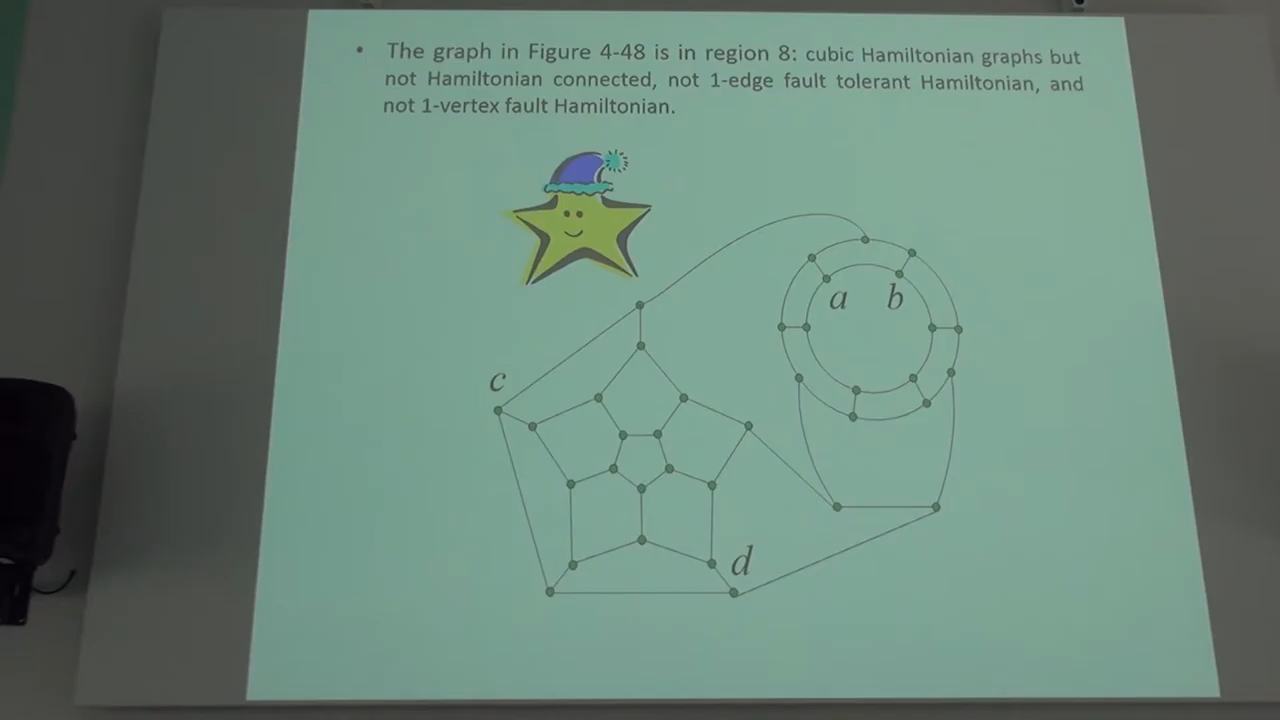 • The graph in Figure 4-48 is in region 8: cubic Hamiltonian graphs but
not Hamiltonian connected, not 1-edge fault tolerant Hamiltonian, and
not 1-vertex fault Hamiltonian.
a b
c
d